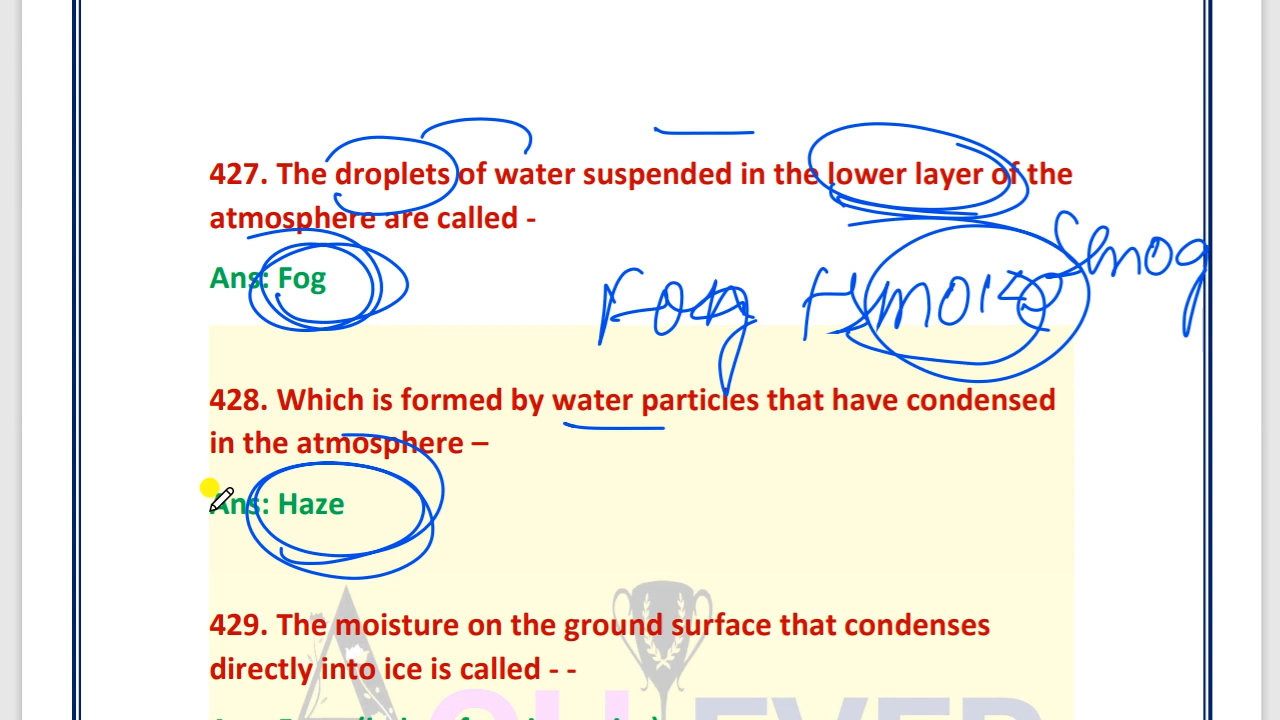 427. The droplets of water suspended in the lower layer of the
atmosphere are called -
Ans: Fog
Fog
Smog
428. Which is formed by water particles that have condensed
in the atmosphere –
Ans: Haze
429. The moisture on the ground surface that condenses
directly into ice is called - -